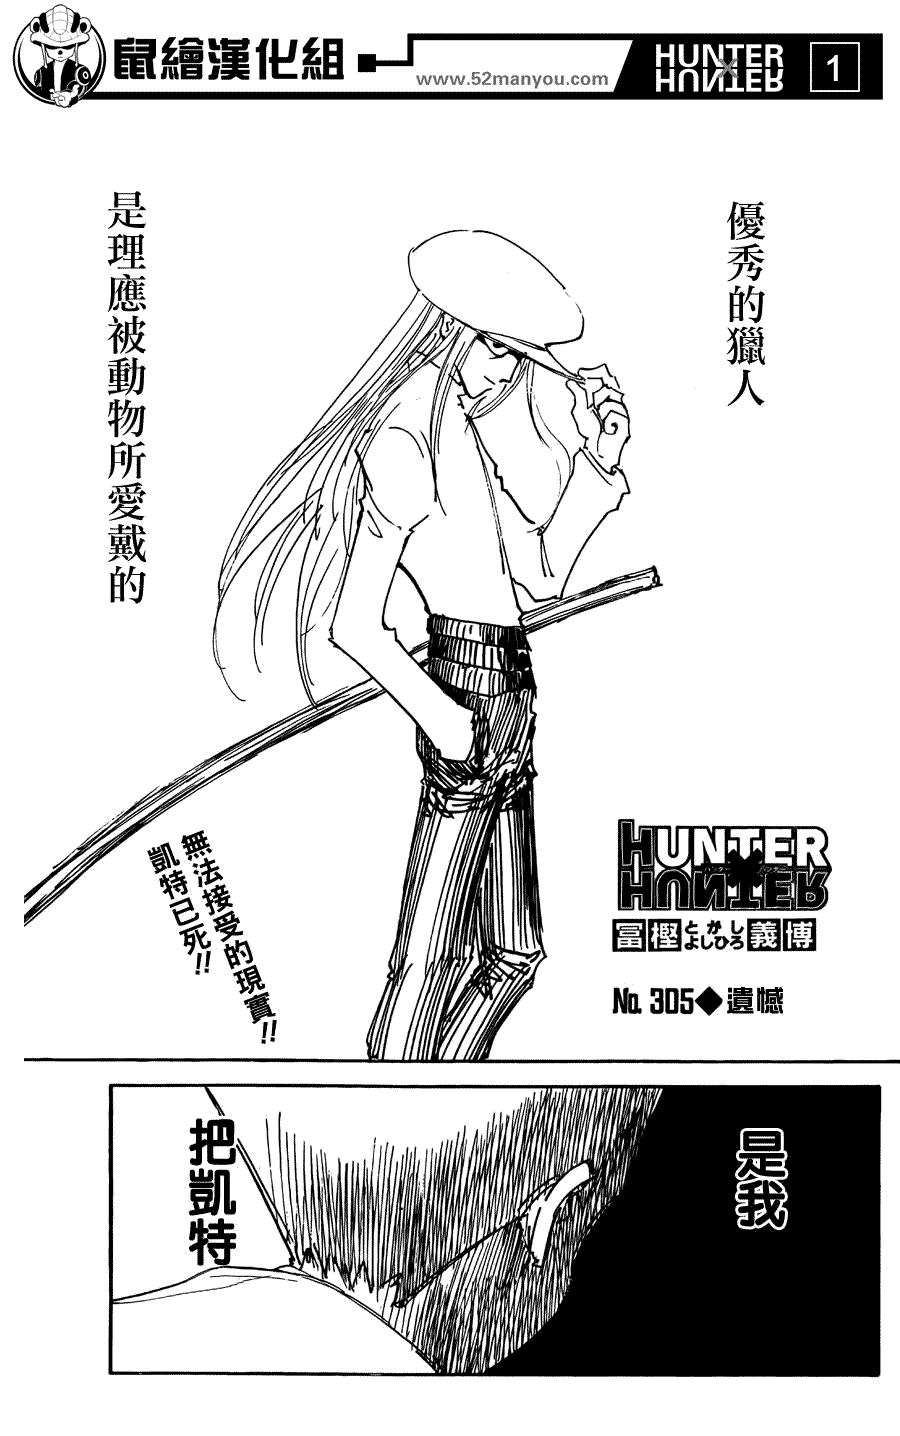 鼠繪漢化組
www.52manyou.com
HUNTER
HUNTER
1
優秀的獵人
是理應被動物所愛戴的
無法接受的現實!!
凱特已死!!
HUNTER
HUNTER
冨樫義博
とがし
よしひろ
No. 305◆遺憾
是我
把凱特